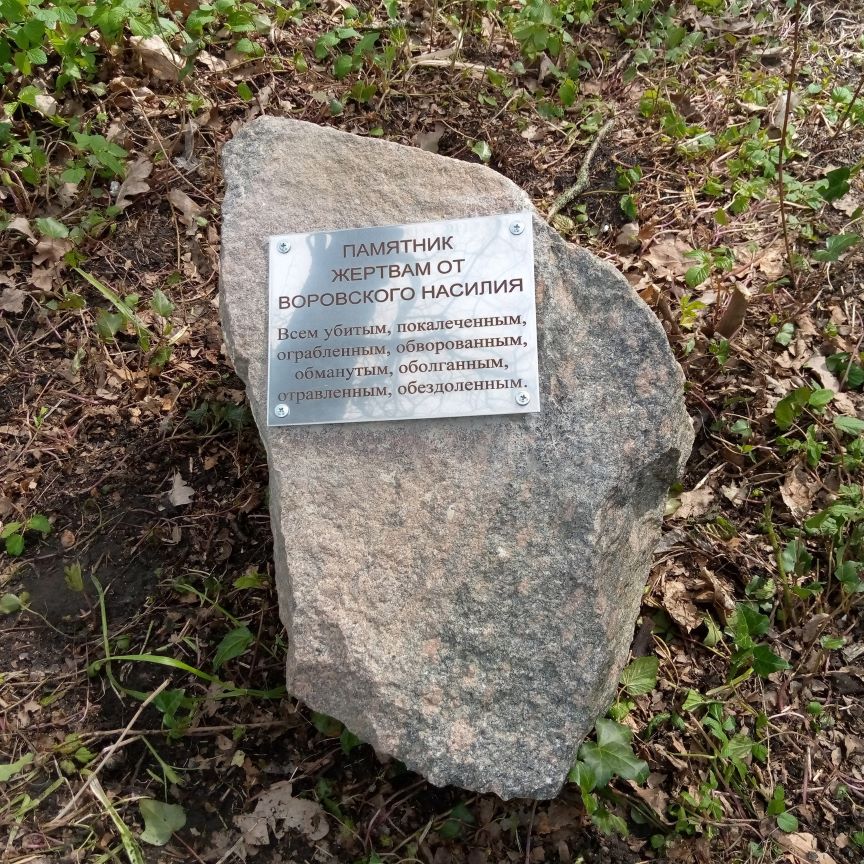 ПАМЯТНИК
ЖЕРТВАМ ОТ
ВОРОВСКОГО НАСИЛИЯ
Всем убитым, покалеченным,
ограбленным, обворованным,
обманутым, оболганным,
отравленным, обездоленным.